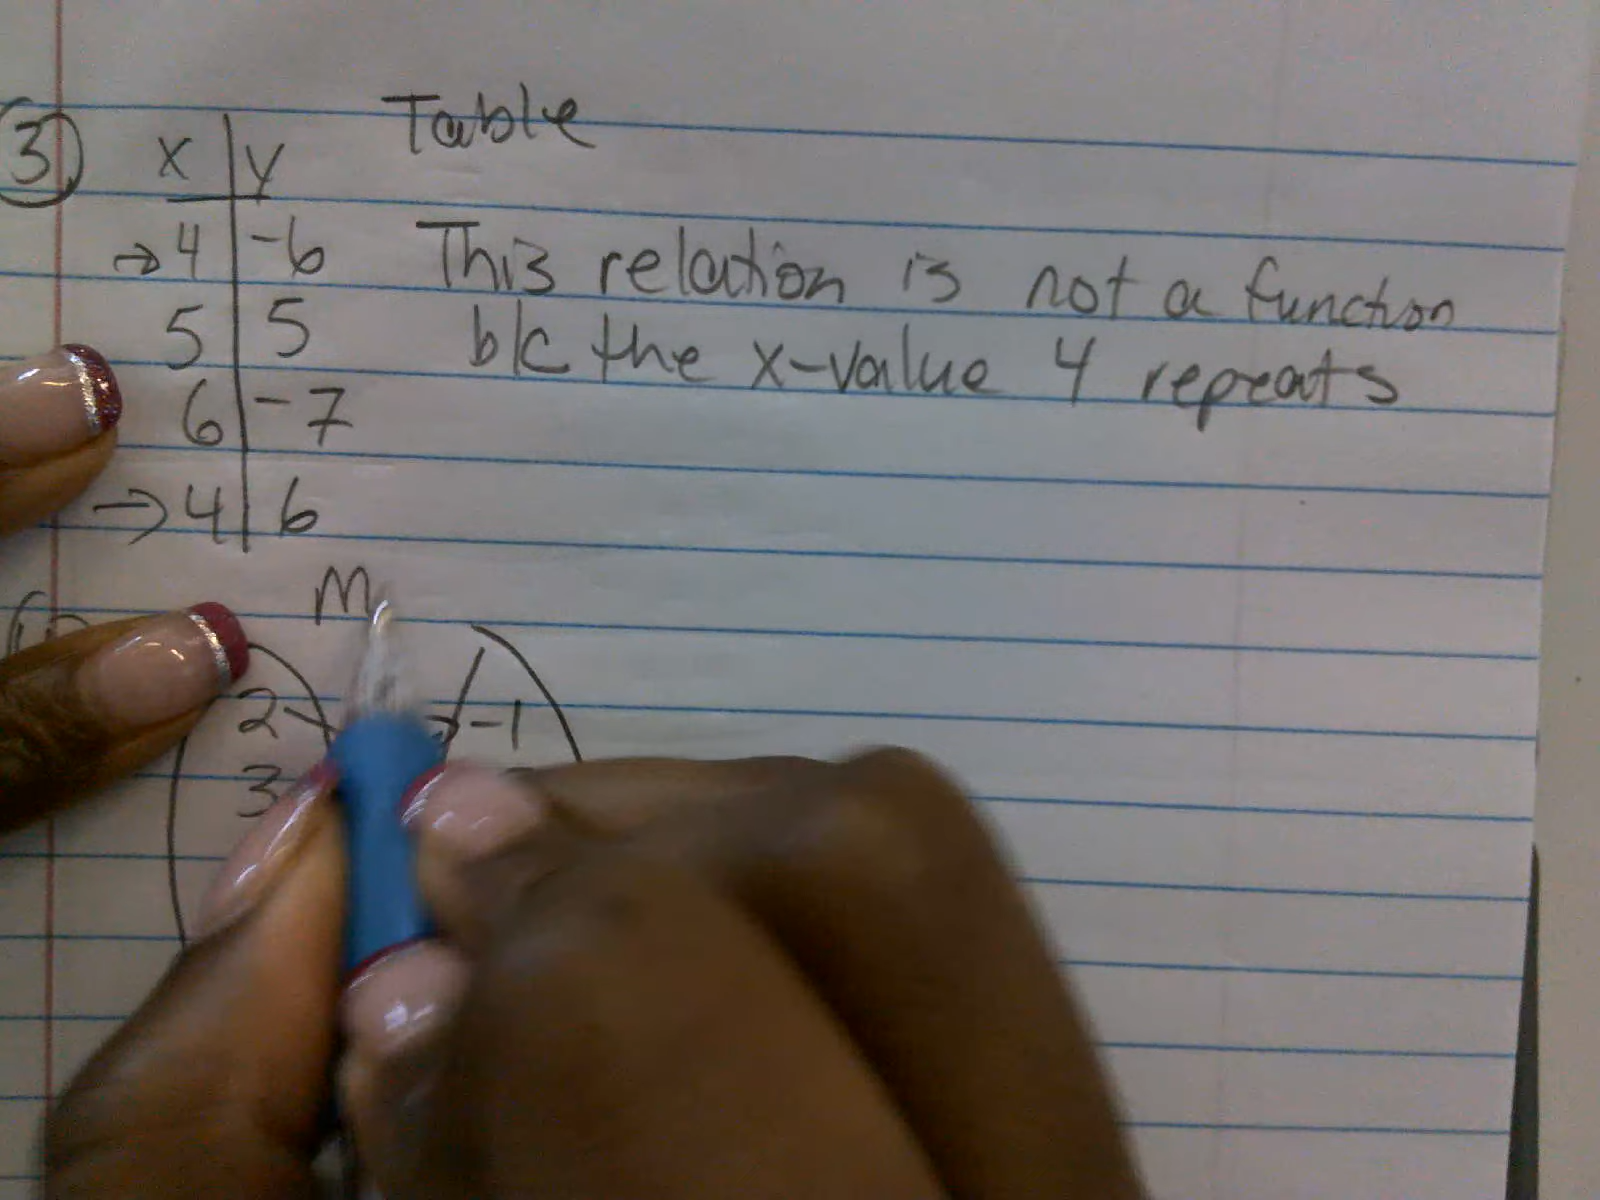 Table
3 x y
→4 -6
5 5
6 -7
→4 6
This relation is not a function
b/c the x-value 4 repeats
M
2 → -1
3